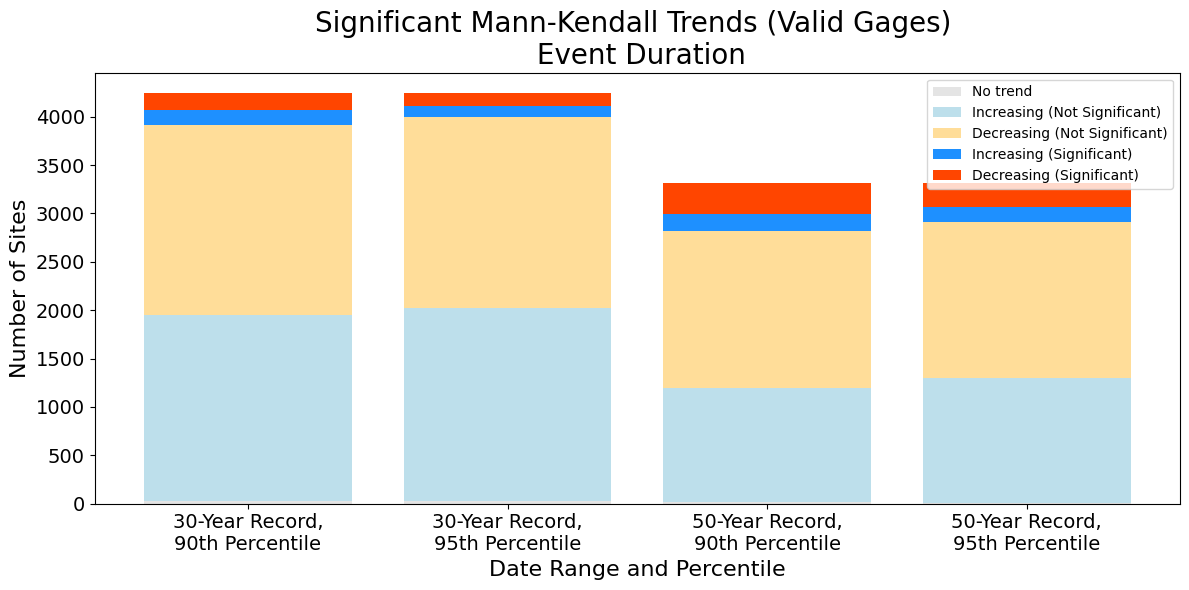 Significant Mann-Kendall Trends (Valid Gages)
Event Duration
No trend
Increasing (Not Significant)
Decreasing (Not Significant)
Increasing (Significant)
Decreasing (Significant)
Number of Sites
4000
3500
3000
2500
2000
1500
1000
500
0
30-Year Record,
90th Percentile
30-Year Record,
95th Percentile
50-Year Record,
90th Percentile
50-Year Record,
95th Percentile
Date Range and Percentile